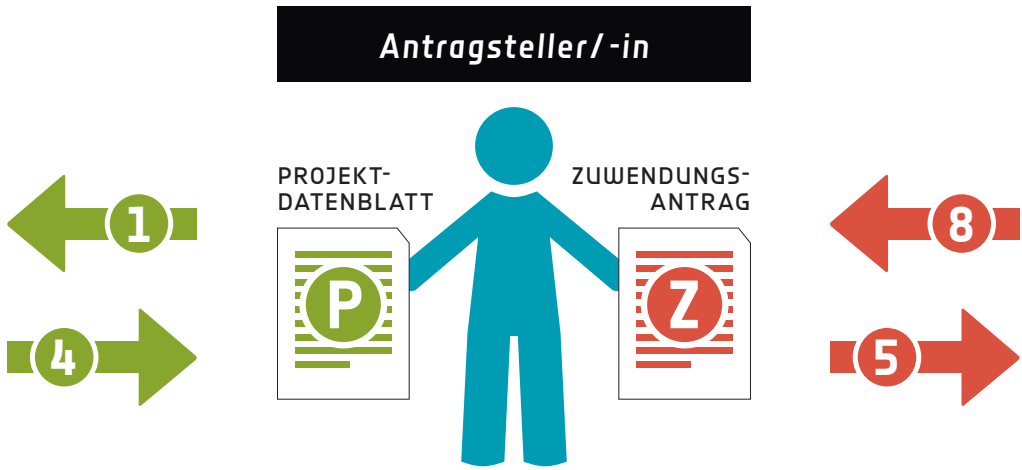 Antragsteller/-in
PROJEKT-
DATENBLATT
ZUWENDUNGS-
ANTRAG
1
8
P
Z
4
5